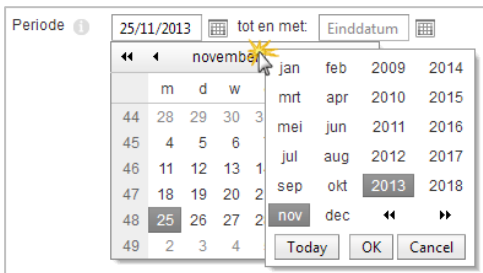 Periode 25/11/2013 tot en met: Einddatum
november
m d w
44 28 29 30
45 4 5 6
46 11 12 13
47 18 19 20
48 25 26 27
49 2 3 4
jan feb 2009 2014
mrt apr 2010 2015
mei jun 2011 2016
jul aug 2012 2017
sep okt 2013 2018
nov dec
Today OK Cancel